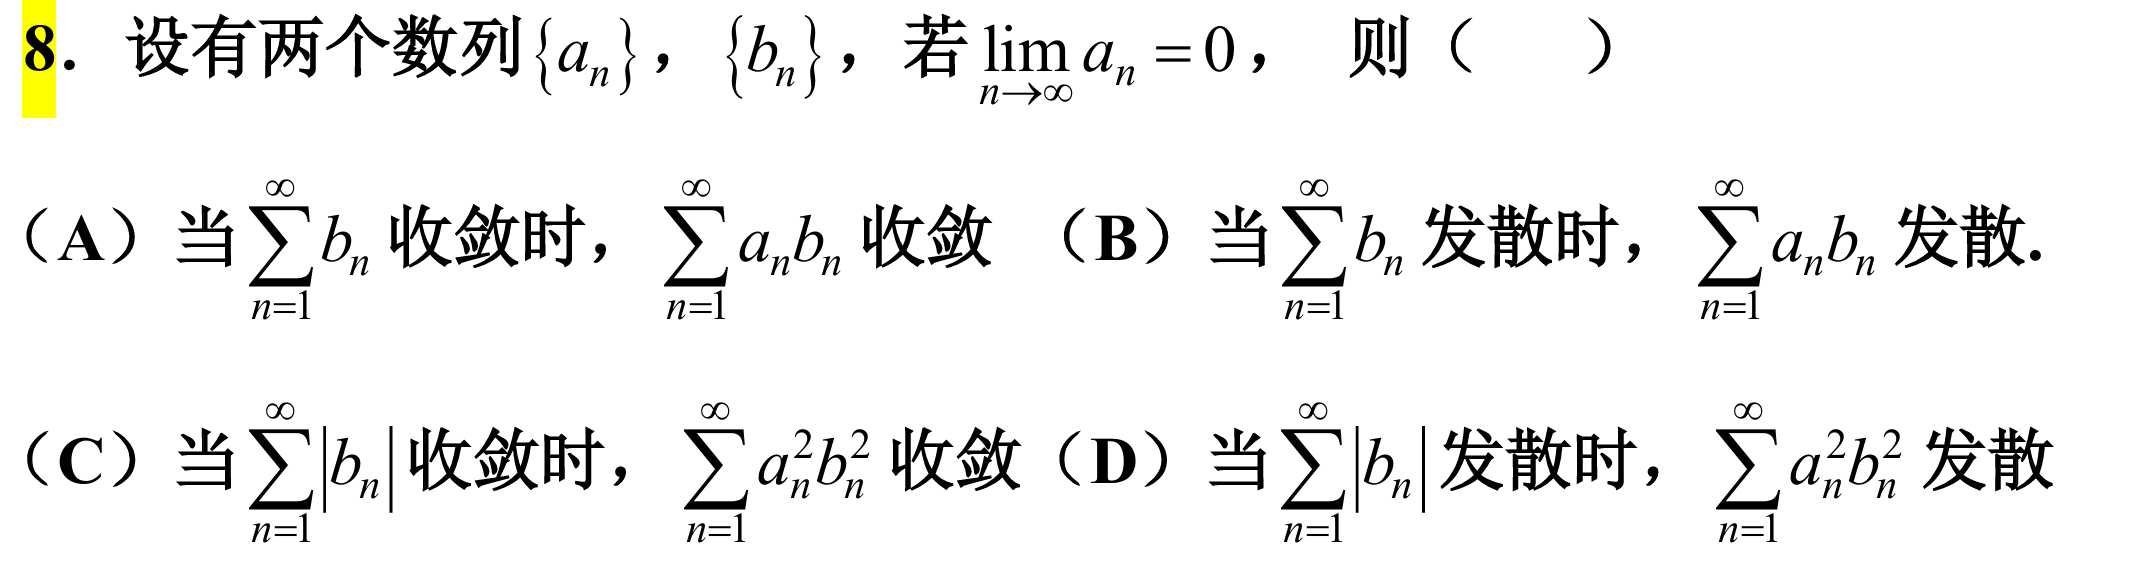 8. 设有两个数列{aₙ}，{bₙ}，若 lim_{n→∞} aₙ = 0， 则（  ）
（A）当 ∑_{n=1}^{∞} bₙ 收敛时， ∑_{n=1}^{∞} aₙbₙ 收敛 （B）当 ∑_{n=1}^{∞} bₙ 发散时， ∑_{n=1}^{∞} aₙbₙ 发散.
（C）当 ∑_{n=1}^{∞} |bₙ| 收敛时， ∑_{n=1}^{∞} aₙ²bₙ² 收敛（D）当 ∑_{n=1}^{∞} |bₙ| 发散时， ∑_{n=1}^{∞} aₙ²bₙ² 发散